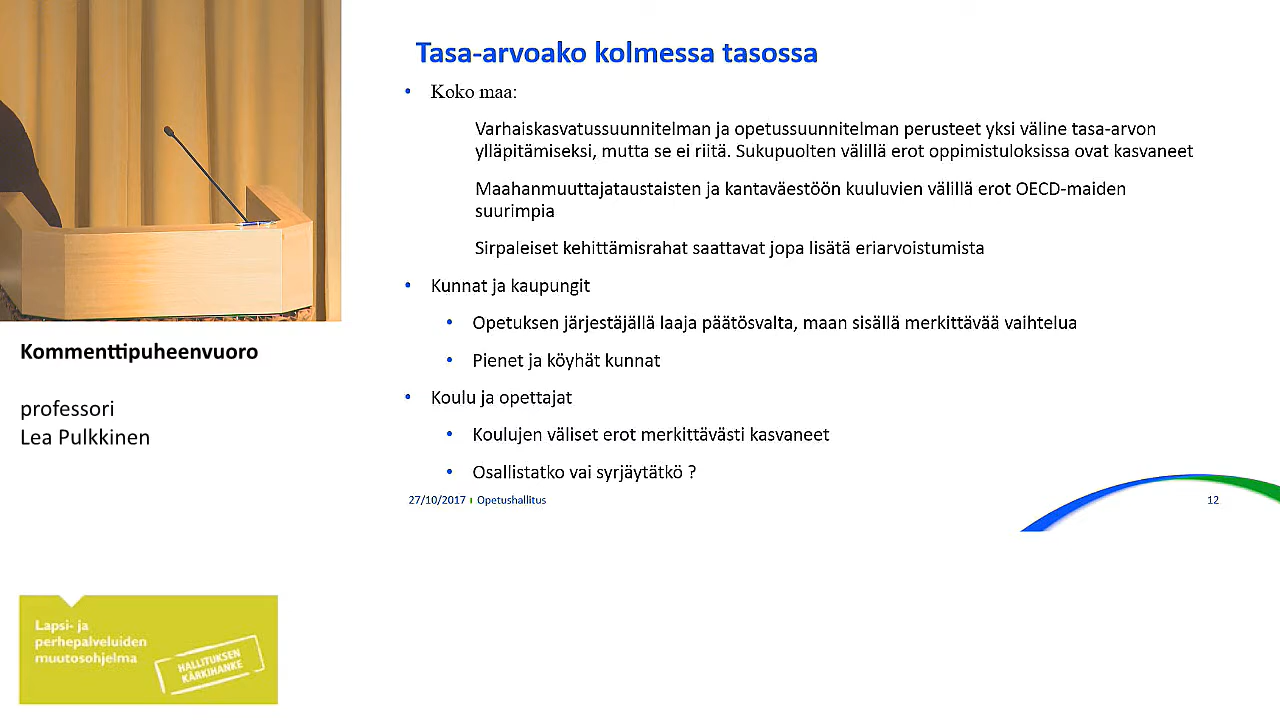 Tasa-arvoako kolmessa tasossa
• Koko maa:
Varhaiskasvatussuunnitelman ja opetussuunnitelman perusteet yksi väline tasa-arvon
ylläpitämiseksi, mutta se ei riitä. Sukupuolten välillä erot oppimistuloksissa ovat kasvaneet
Maahanmuuttajataustaisten ja kantaväestöön kuuluvien välillä erot OECD-maiden
suurimpia
Sirpaleiset kehittämisrahat saattavat jopa lisätä eriarvoistumista
• Kunnat ja kaupungit
• Opetuksen järjestäjällä laaja päätösvalta, maan sisällä merkittävää vaihtelua
• Pienet ja köyhät kunnat
• Koulu ja opettajat
• Koulujen väliset erot merkittävästi kasvaneet
• Osallistatko vai syrjäytätkö ?
27/10/2017 Opetushallitus 12
Kommenttipuheenvuoro
professori
Lea Pulkkinen
Lapsi- ja
perhepalveluiden
muutosohjelma
HALLITUKSEN
KÄRKIHANKE